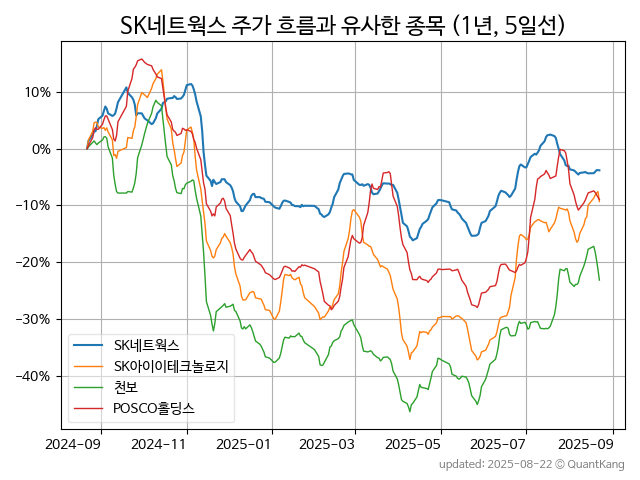 SK네트웍스 주가 흐름과 유사한 종목 (1년, 5일선)
10%
0%
−10%
−20%
−30%
−40%
SK네트웍스
SK아이이테크놀로지
천보
POSCO홀딩스
2024-09
2024-11
2025-01
2025-03
2025-05
2025-07
2025-09
updated: 2025-08-22 © QuantKang